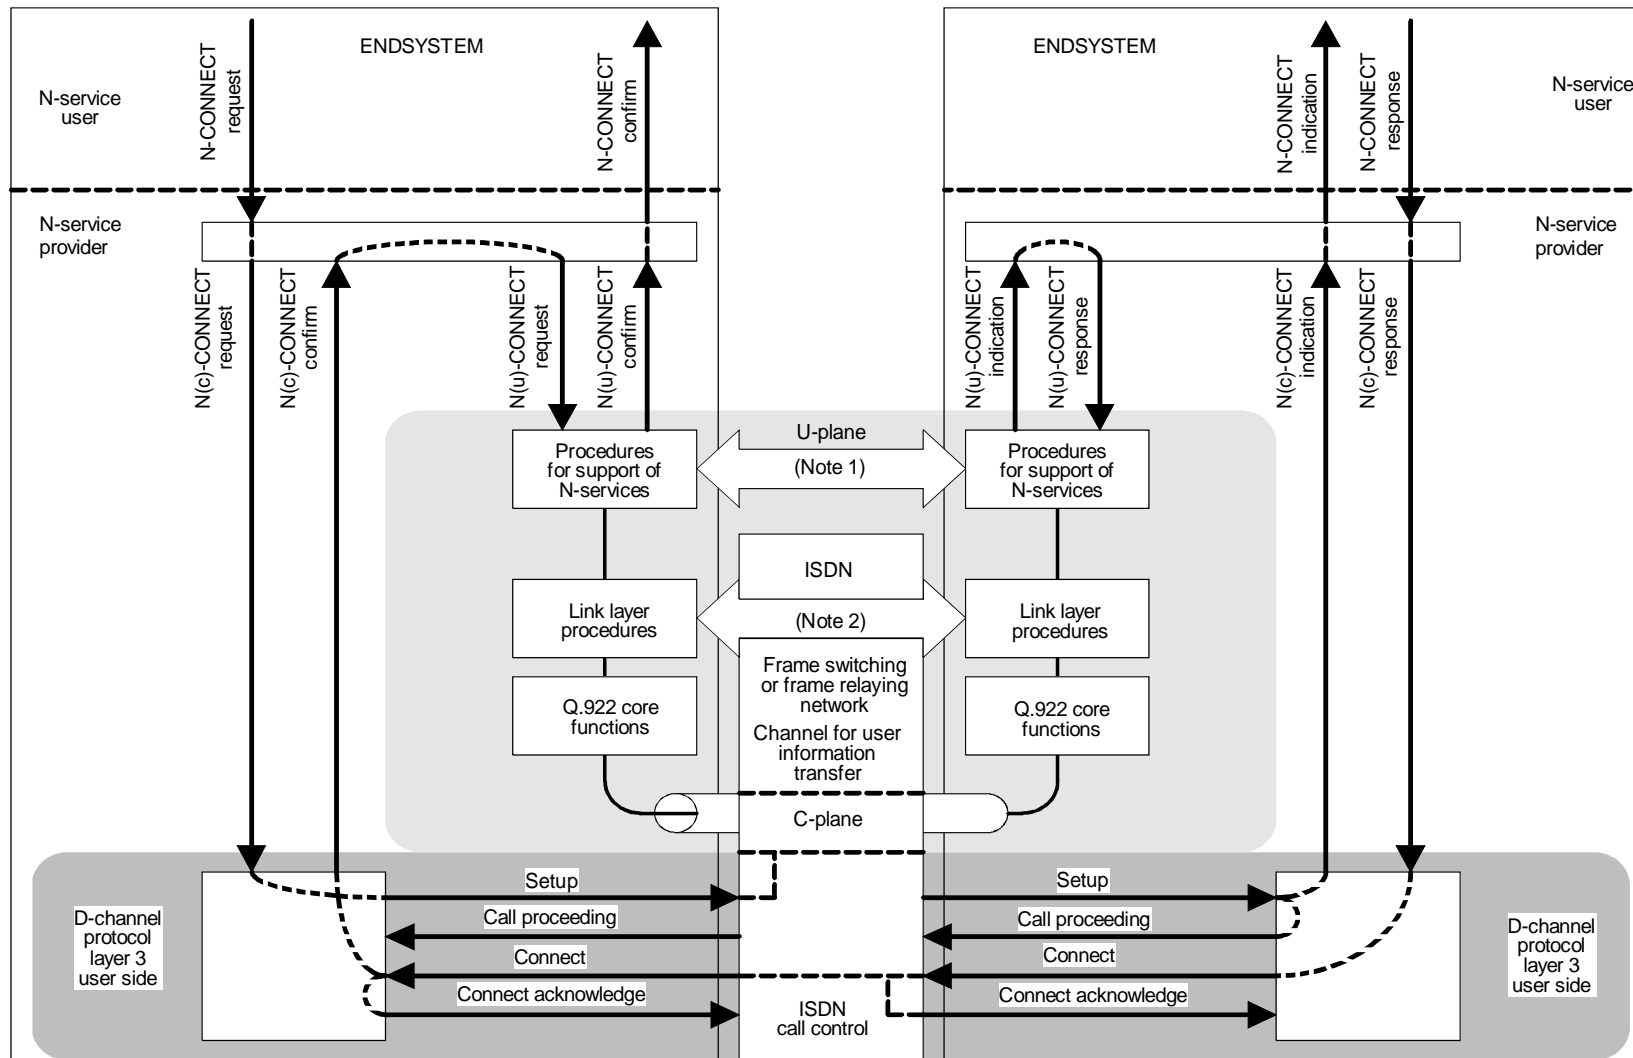 ENDSYSTEM
ENDSYSTEM
N-service
user
N-CONNECT
request
N-CONNECT
confirm
N-CONNECT
indication
N-CONNECT
response
N-service
user
N-service
provider
N-service
provider
N(c)-CONNECT
request
N(c)-CONNECT
confirm
N(u)-CONNECT
request
N(u)-CONNECT
confirm
N(u)-CONNECT
indication
N(u)-CONNECT
response
N(c)-CONNECT
indication
N(c)-CONNECT
response
Procedures
for support of
N-services
U-plane
(Note 1)
Procedures
for support of
N-services
ISDN
Link layer
procedures
(Note 2)
Link layer
procedures
Frame switching
or frame relaying
network
Q.922 core
functions
Q.922 core
functions
Channel for user
information
transfer
C-plane
Setup
Setup
Call proceeding
Call proceeding
D-channel
protocol
layer 3
user side
D-channel
protocol
layer 3
user side
Connect
Connect
Connect acknowledge
Connect acknowledge
ISDN
call control